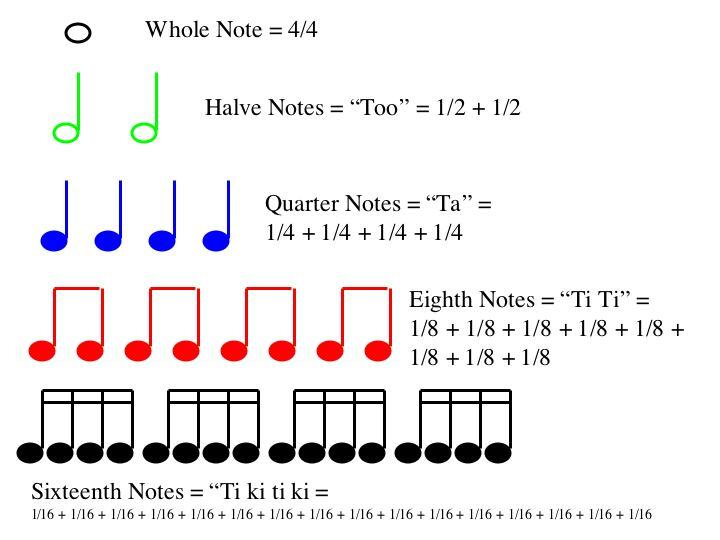 Whole Note = 4/4
Halve Notes = “Too” = 1/2 + 1/2
Quarter Notes = “Ta” =
1/4 + 1/4 + 1/4 + 1/4
Eighth Notes = “Ti Ti” =
1/8 + 1/8 + 1/8 + 1/8 + 1/8 +
1/8 + 1/8 + 1/8
Sixteenth Notes = “Ti ki ti ki =
1/16 + 1/16 + 1/16 + 1/16 + 1/16 + 1/16 + 1/16 + 1/16 + 1/16 + 1/16 + 1/16 + 1/16 + 1/16 + 1/16 + 1/16 + 1/16